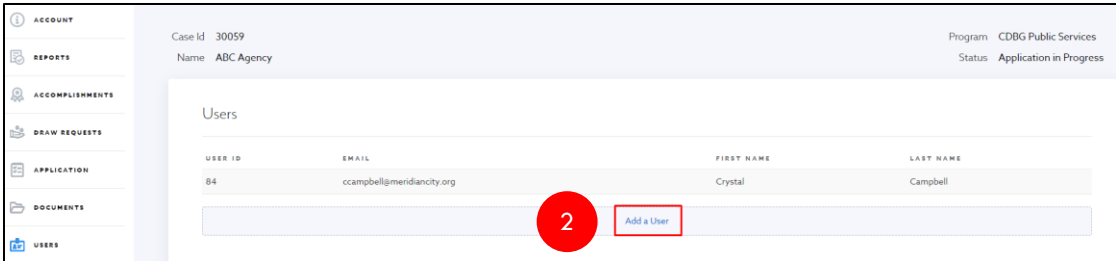 ACCOUNT
REPORTS
ACCOMPLISHMENTS
DRAW REQUESTS
APPLICATION
DOCUMENTS
USERS
Case Id 30059 Program CDBG Public Services
Name ABC Agency Status Application in Progress
Users
USER ID EMAIL FIRST NAME LAST NAME
84 ccampbell@meridiancity.org Crystal Campbell
2 Add a User